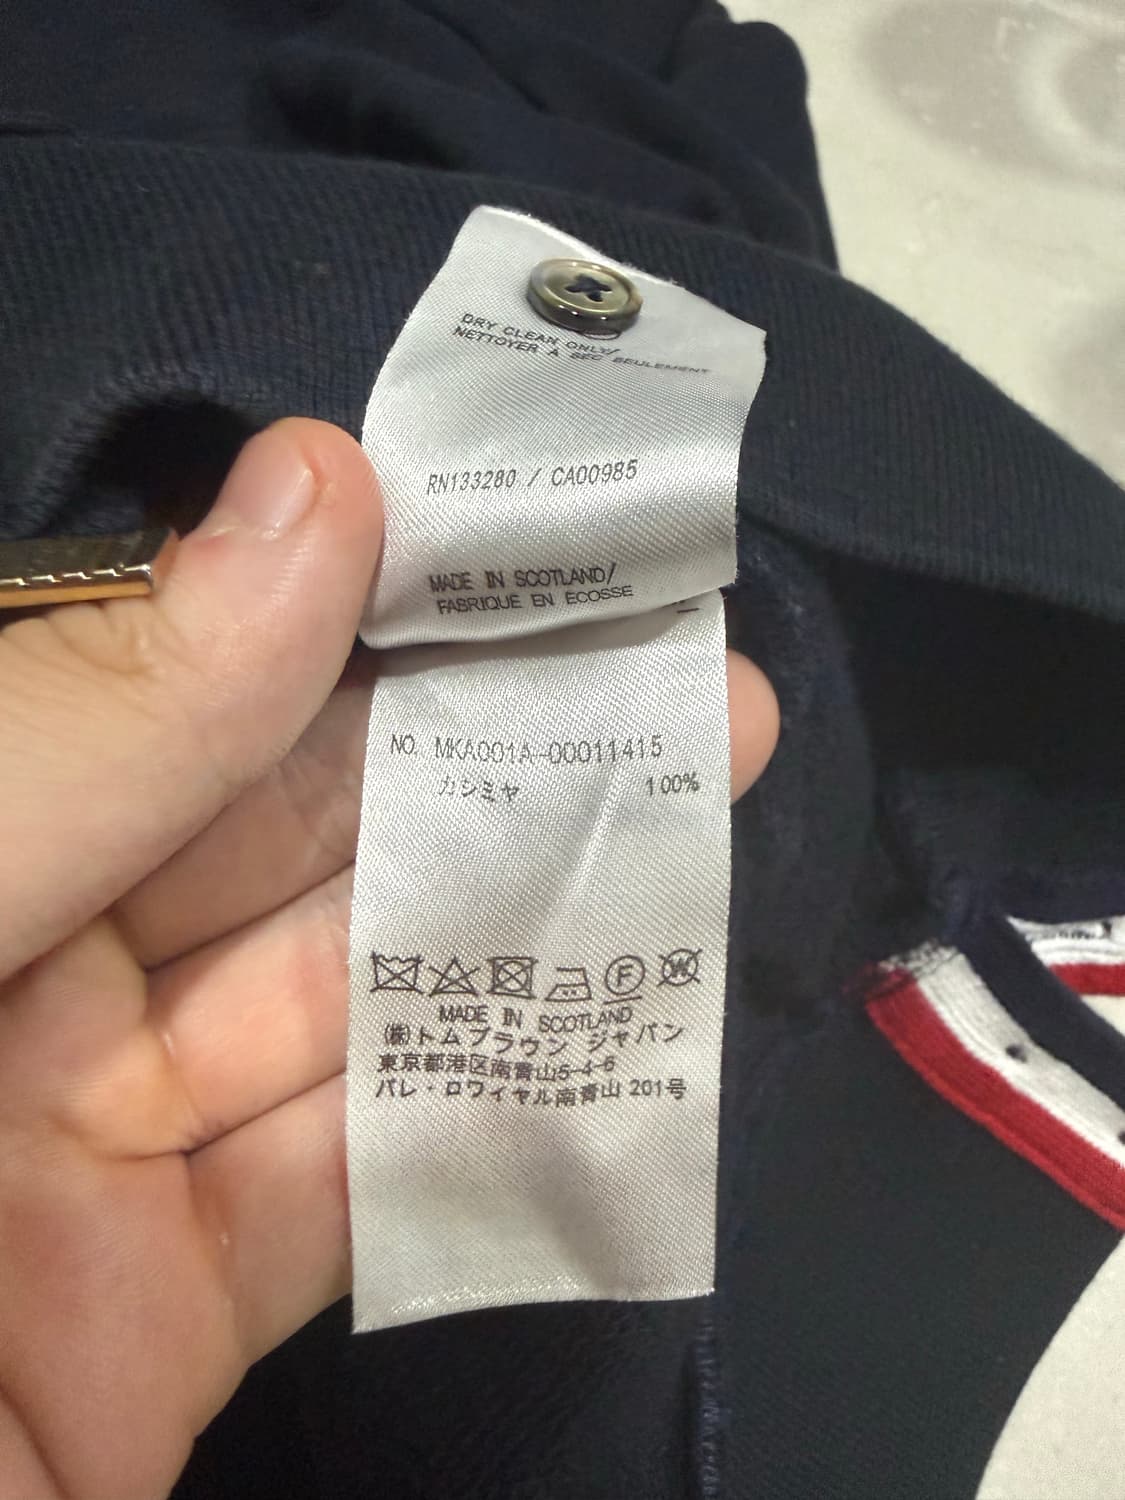 DRY CLEAN ONLY/
NETTOYER À SEC SEULEMENT
RN133280 / CA00985
MADE IN SCOTLAND/
FABRIQUE EN ECOSSE
NO. MKA001A-00011415
カシミヤ 100%
F W
MADE IN SCOTLAND
(株)トムブラウン ジャパン
東京都港区南青山5-4-6
パレ・ロワイヤル南青山 201号